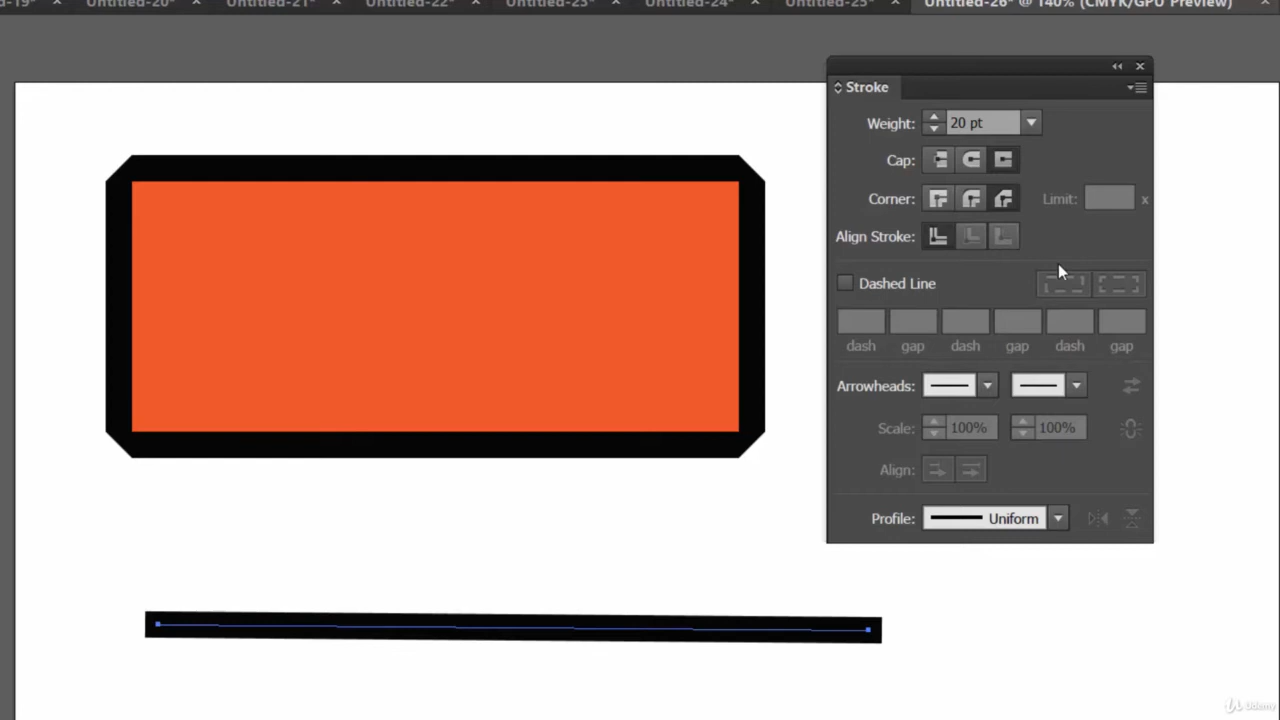 d-19* × Untitled-20* × Untitled-21* × Untitled-22* × Untitled-23* × Untitled-24* × Untitled-25* × Untitled-26* @ 140% (CMYK/GPU Preview) ×
Stroke
Weight: 20 pt
Cap:
Corner: Limit: x
Align Stroke:
Dashed Line
dash gap dash gap dash gap
Arrowheads:
Scale: 100% 100%
Align:
Profile: Uniform
Udemy